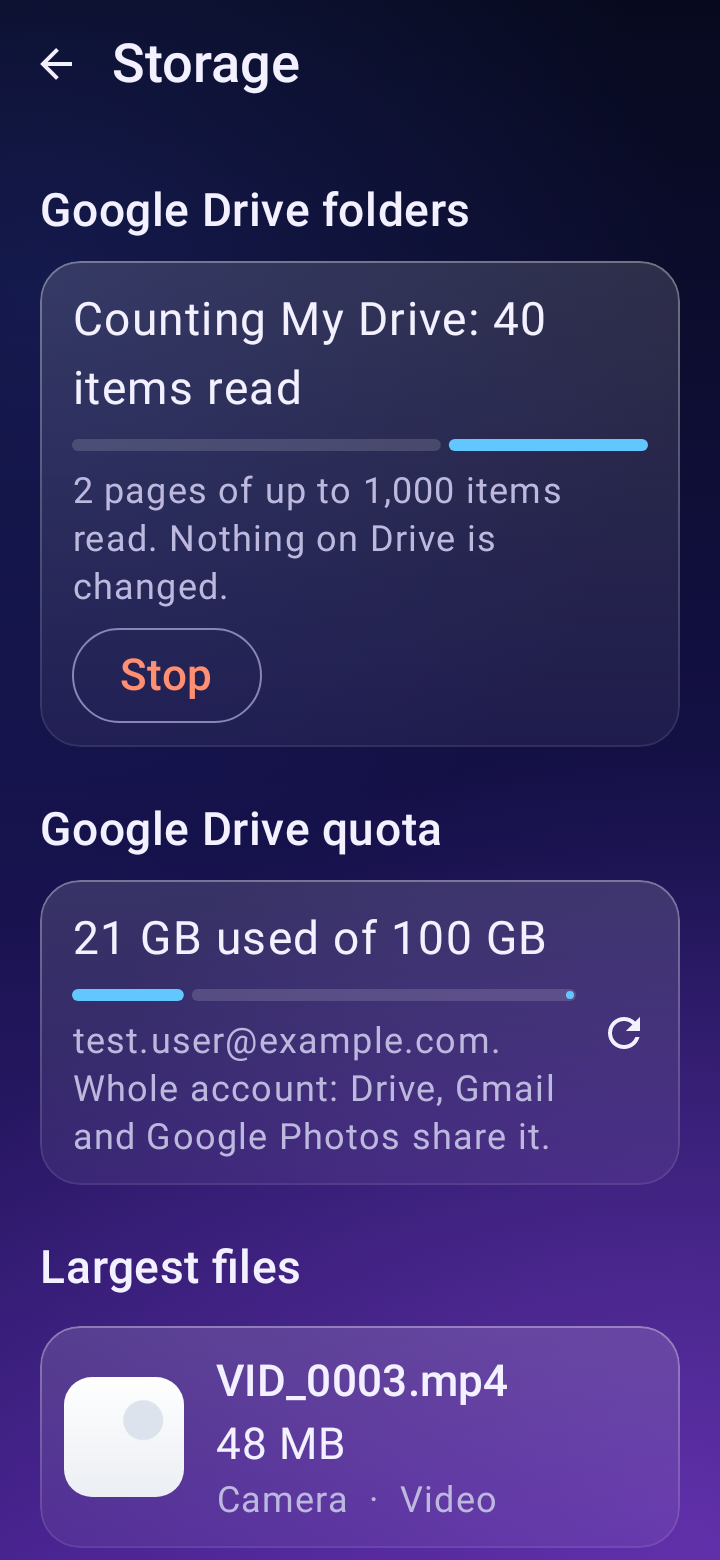 Storage
Google Drive folders
Counting My Drive: 40
items read
2 pages of up to 1,000 items
read. Nothing on Drive is
changed.
Stop
Google Drive quota
21 GB used of 100 GB
test.user@example.com.
Whole account: Drive, Gmail
and Google Photos share it.
Largest files
VID_0003.mp4
48 MB
Camera · Video